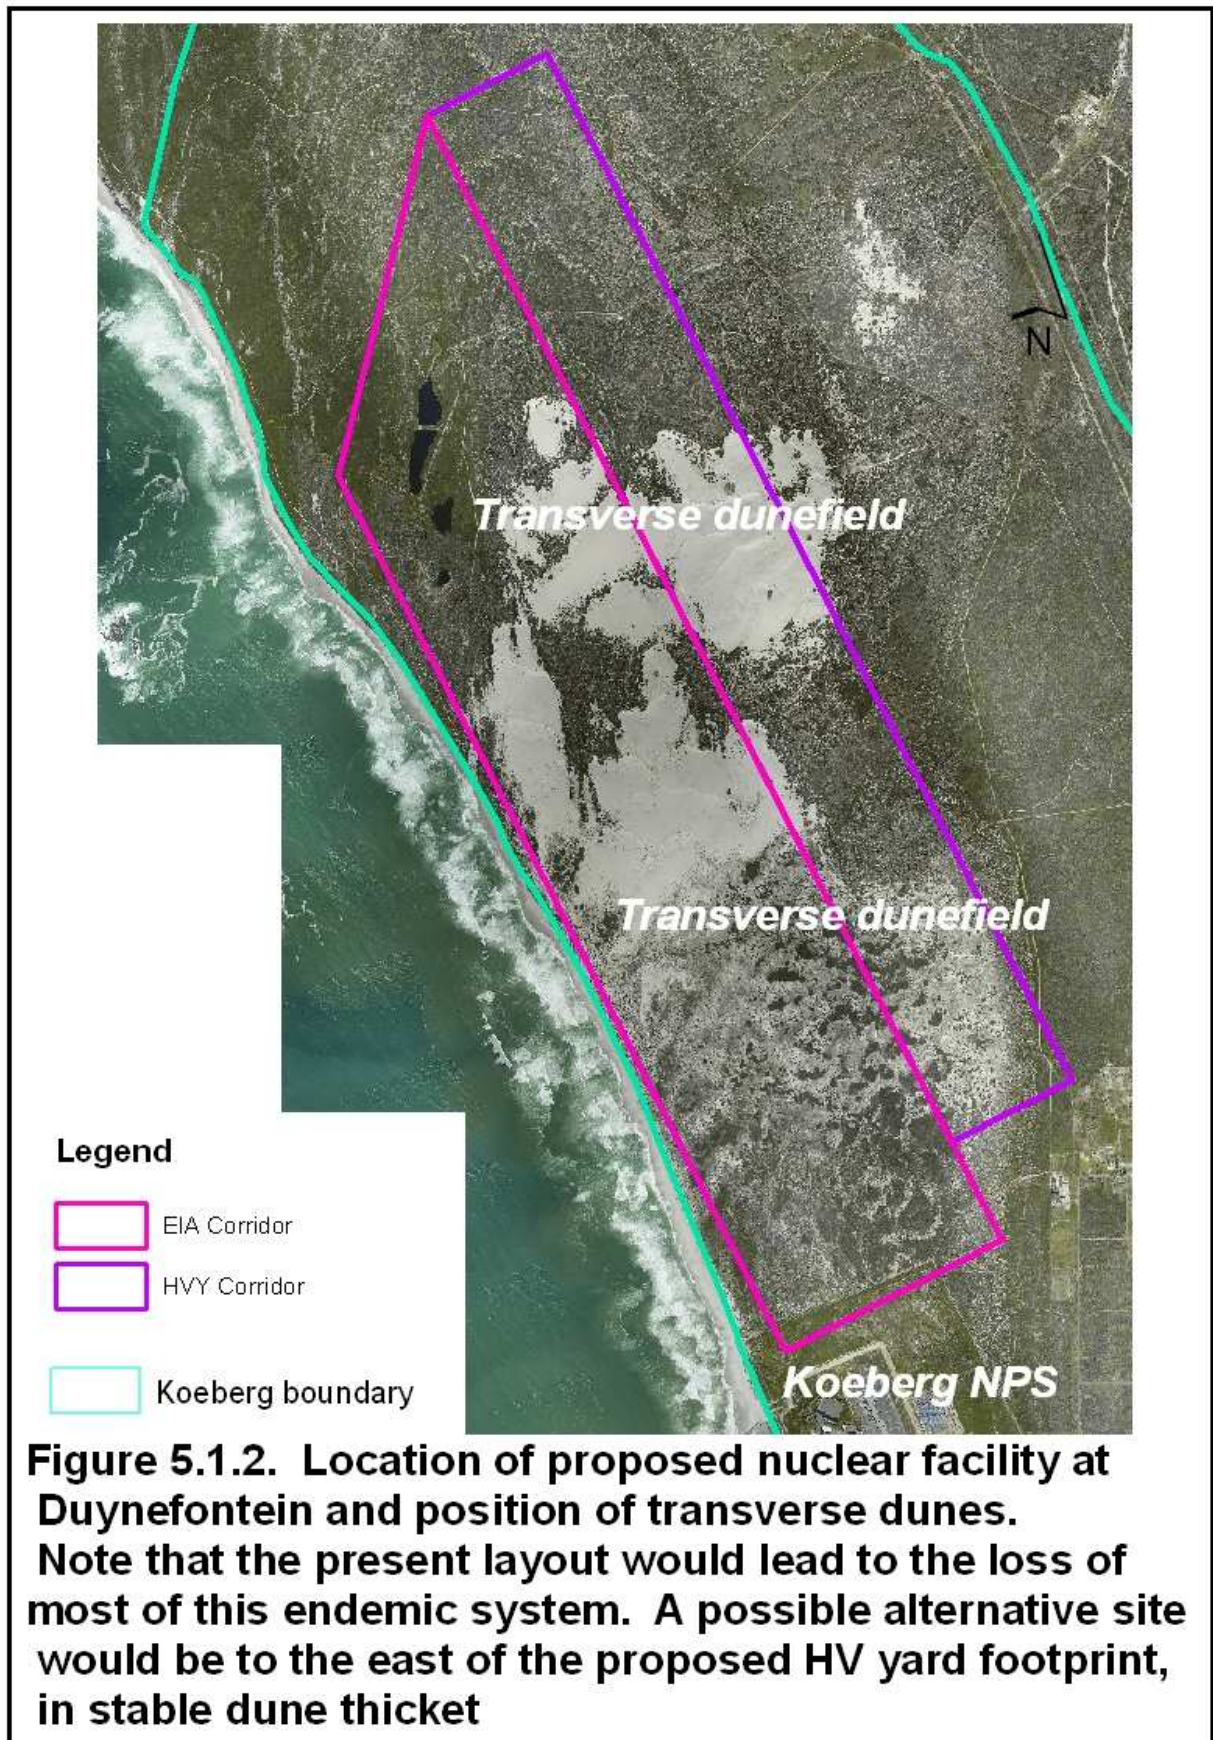 N
Transverse dunefield
Transverse dunefield
Koeberg NPS
Legend
EIA Corridor
HVY Corridor
Koeberg boundary
Figure 5.1.2. Location of proposed nuclear facility at
Duynefontein and position of transverse dunes.
Note that the present layout would lead to the loss of
most of this endemic system. A possible alternative site
would be to the east of the proposed HV yard footprint,
in stable dune thicket